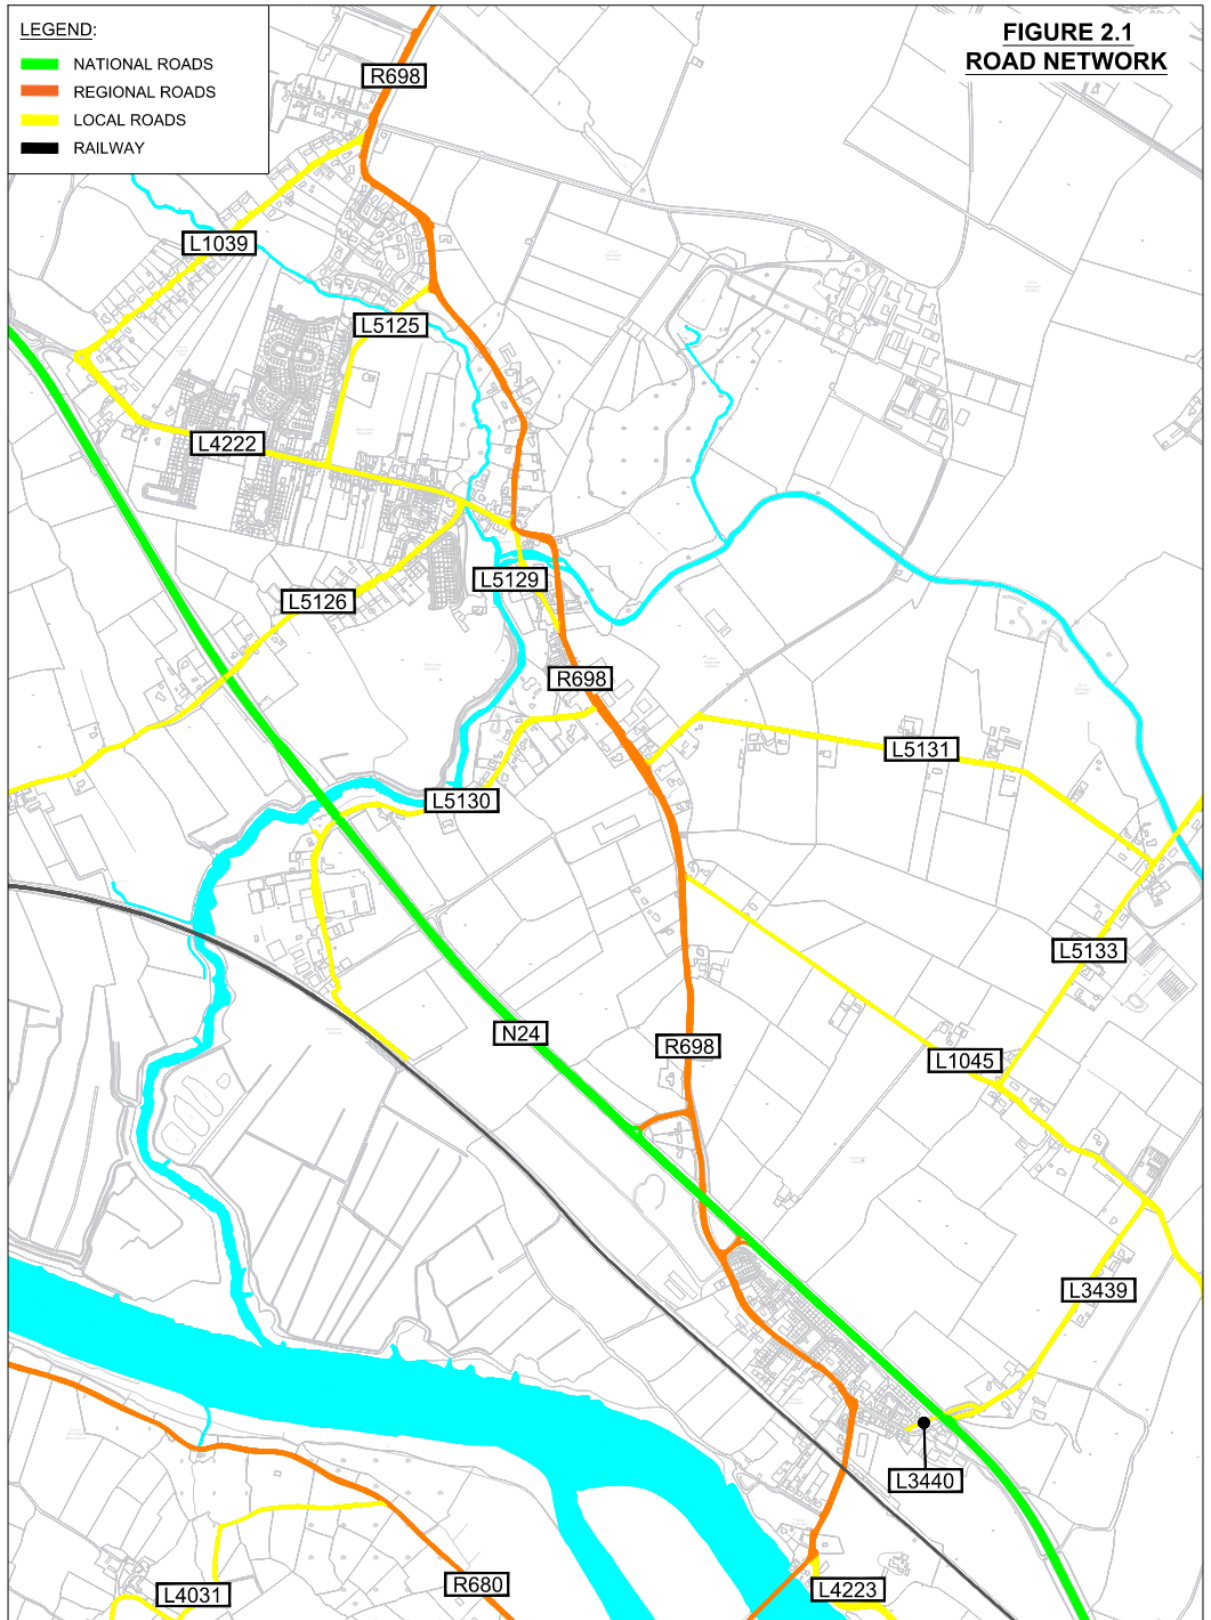 LEGEND:
NATIONAL ROADS
REGIONAL ROADS
LOCAL ROADS
RAILWAY
FIGURE 2.1
ROAD NETWORK
R698
L1039
L5125
L4222
L5129
L5126
R698
L5131
L5130
L5133
N24
R698
L1045
L3439
L3440
R680
L4031
L4223